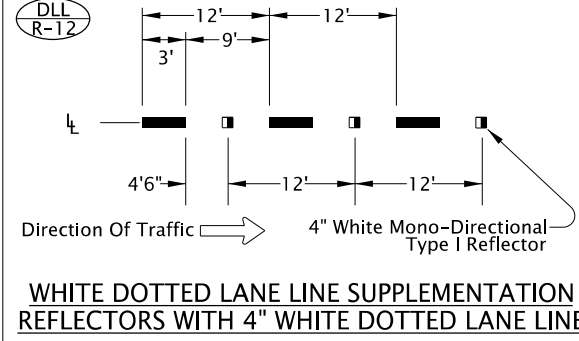 DLL
R-12
12'
12'
3'
9'
LL
4'6"
12'
12'
Direction Of Traffic
4" White Mono-Directional
Type I Reflector
WHITE DOTTED LANE LINE SUPPLEMENTATION
REFLECTORS WITH 4" WHITE DOTTED LANE LINE